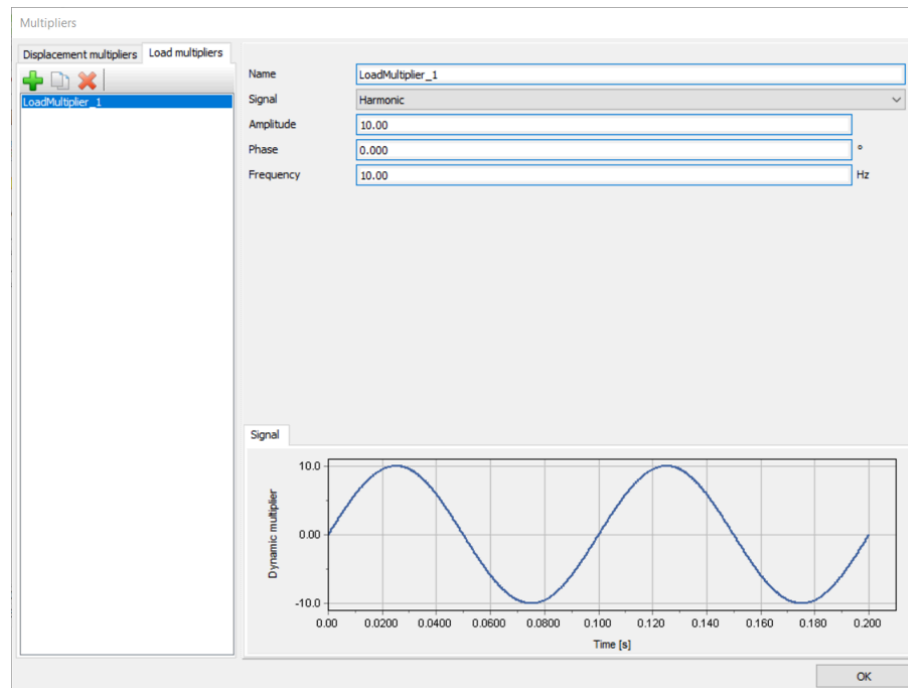 Multipliers
Displacement multipliers Load multipliers
LoadMultiplier_1
Name LoadMultiplier_1
Signal Harmonic
Amplitude 10.00
Phase 0.000 °
Frequency 10.00 Hz
Signal
10.0
0.00
-10.0
Dynamic multiplier
0.00 0.0200 0.0400 0.0600 0.0800 0.100 0.120 0.140 0.160 0.180 0.200
Time [s]
OK